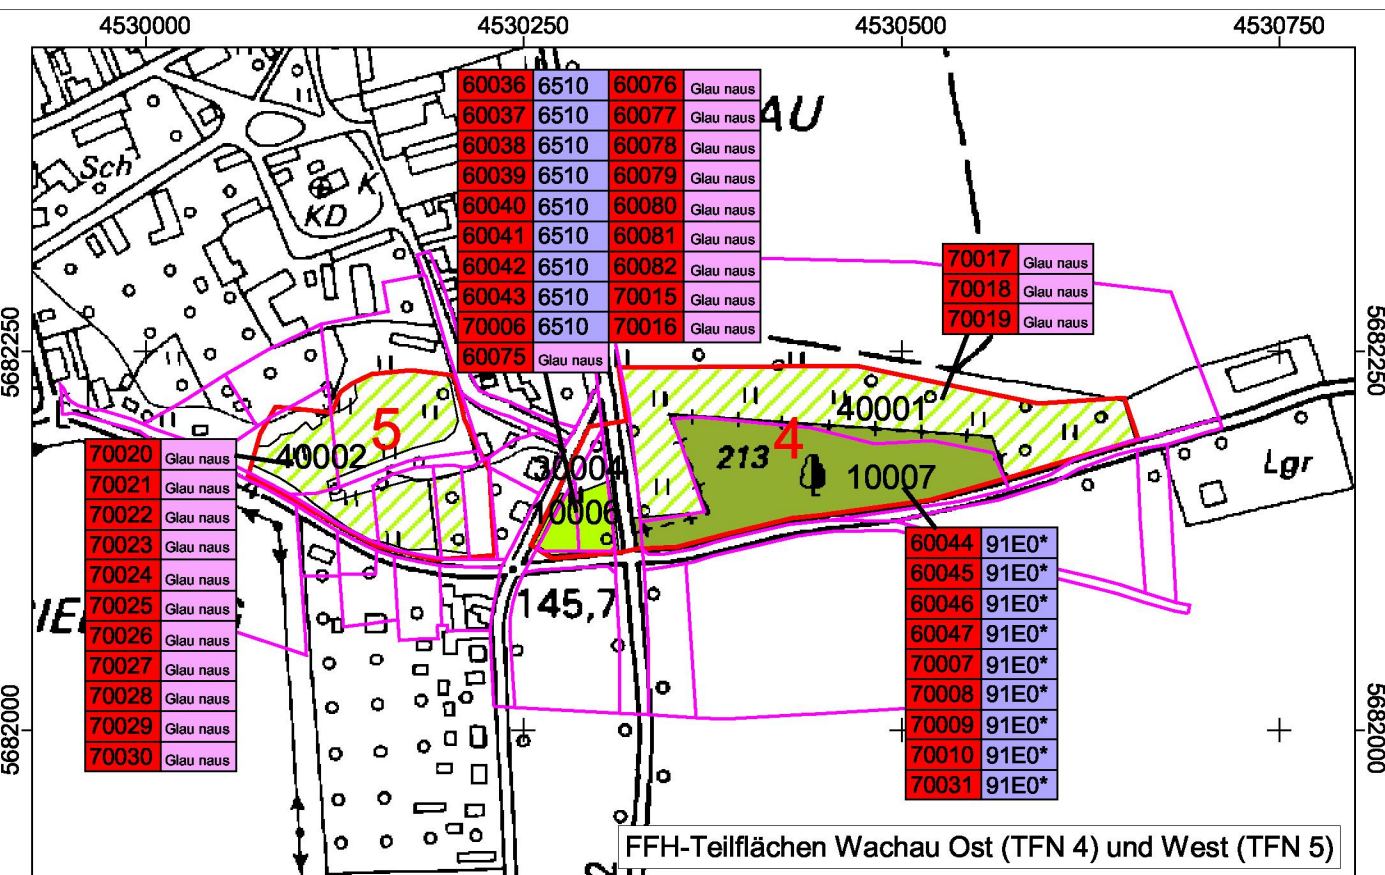 4530000 4530250 4530500 4530750
60036 6510 60076 Glau naus
60037 6510 60077 Glau naus
60038 6510 60078 Glau naus
60039 6510 60079 Glau naus
60040 6510 60080 Glau naus
60041 6510 60081 Glau naus
60042 6510 60082 Glau naus
60043 6510 70015 Glau naus
70006 6510 70016 Glau naus
60075 Glau naus
AU
Sch
K
KD
70017 Glau naus
70018 Glau naus
70019 Glau naus
5682250
5682250
5
40002
4
40001
213
10007
30004
10006
Lgr
145,7
70020 Glau naus
70021 Glau naus
70022 Glau naus
70023 Glau naus
70024 Glau naus
70025 Glau naus
70026 Glau naus
70027 Glau naus
70028 Glau naus
70029 Glau naus
70030 Glau naus
60044 91E0*
60045 91E0*
60046 91E0*
60047 91E0*
70007 91E0*
70008 91E0*
70009 91E0*
70010 91E0*
70031 91E0*
5682000
5682000
FFH-Teilflächen Wachau Ost (TFN 4) und West (TFN 5)